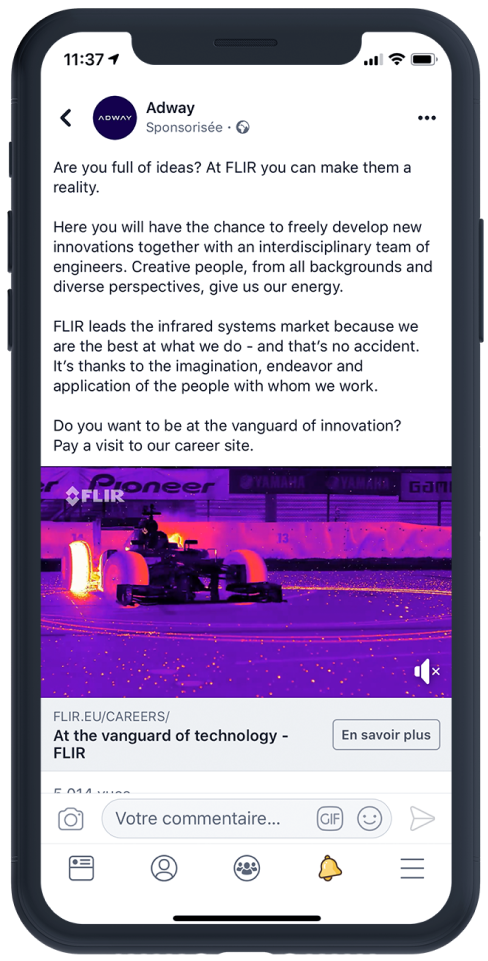 11:37
ADWAY
Adway
Sponsorisée ·
Are you full of ideas? At FLIR you can make them a
reality.
Here you will have the chance to freely develop new
innovations together with an interdisciplinary team of
engineers. Creative people, from all backgrounds and
diverse perspectives, give us our energy.
FLIR leads the infrared systems market because we
are the best at what we do - and that’s no accident.
It’s thanks to the imagination, endeavor and
application of the people with whom we work.
Do you want to be at the vanguard of innovation?
Pay a visit to our career site.
Pioneer
YAMAHA
YAMAHA
FLIR
13
FLIR.EU/CAREERS/
At the vanguard of technology -
FLIR
En savoir plus
5 014 vues
Votre commentaire...
GIF